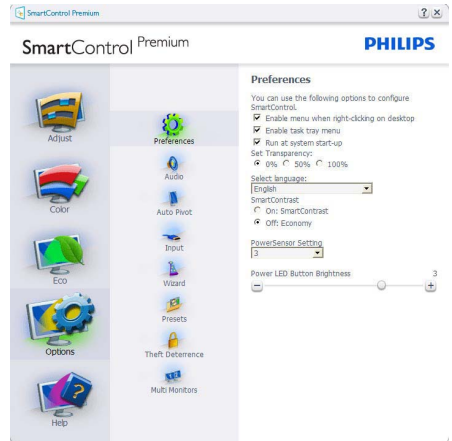 SmartControl Premium
SmartControl Premium
PHILIPS
Adjust
Color
Eco
Options
Help
Preferences
Audio
Auto Pivot
Input
Wizard
Presets
Theft Deterrence
Multi Monitors
Preferences
You can use the following options to configure
SmartControl.
Enable menu when right-clicking on desktop
Enable task tray menu
Run at system start-up
Set Transparency:
0% 50% 100%
Select language:
English
SmartContrast
On: SmartContrast
Off: Economy
PowerSensor Setting
3
Power LED Button Brightness 3